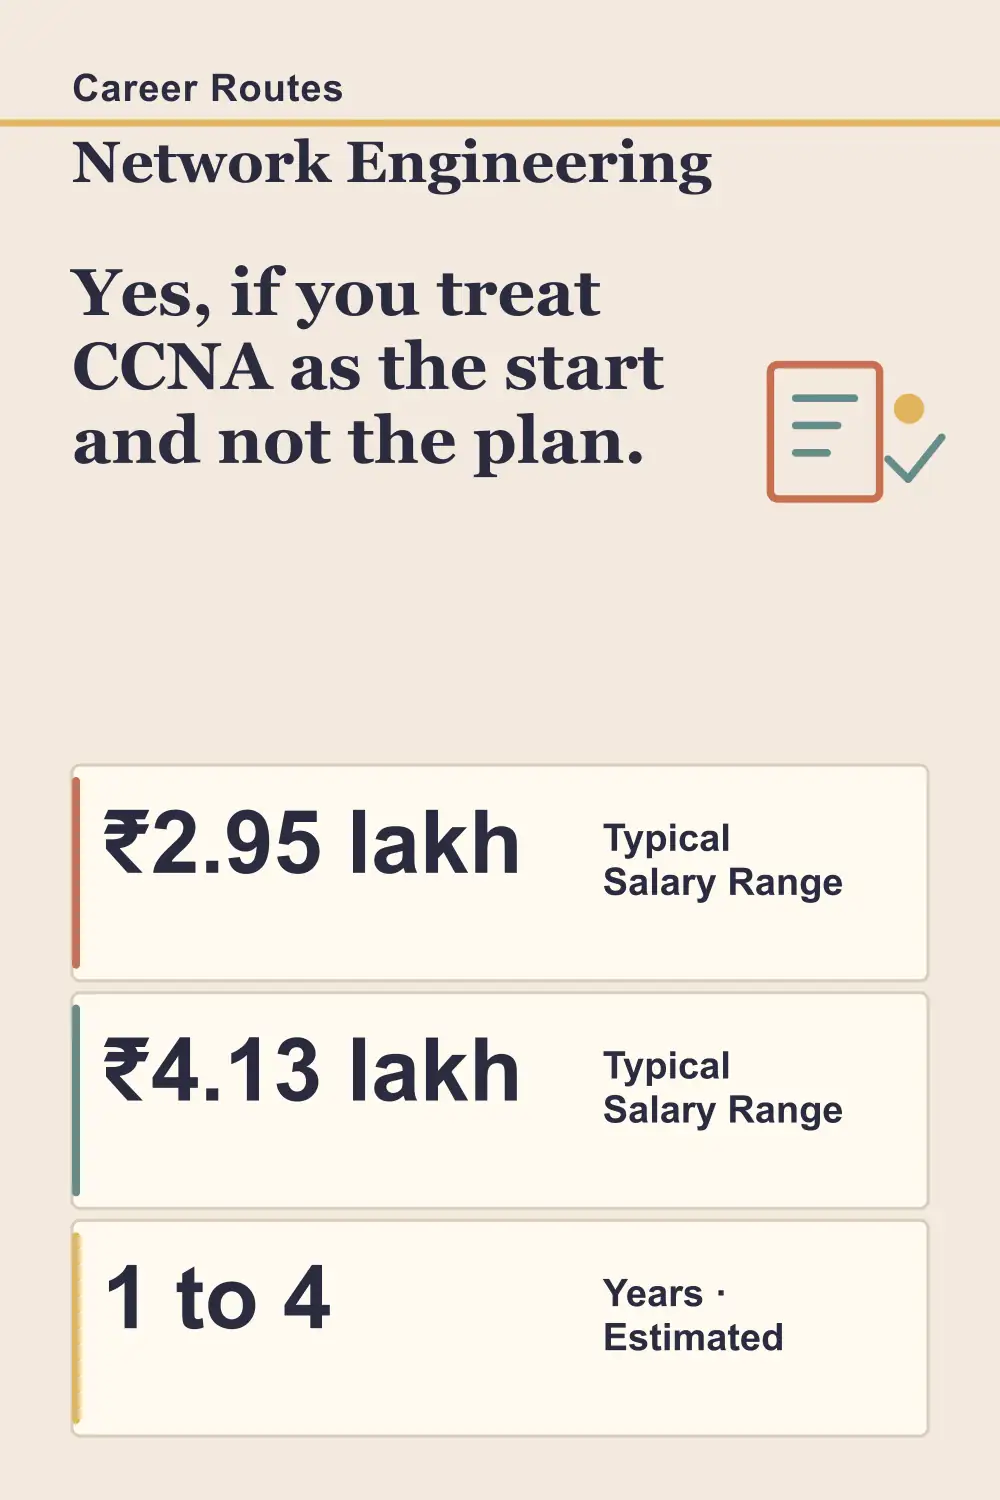 Career Routes
Network Engineering
Yes, if you treat
CCNA as the start
and not the plan.
₹2.95 lakh
Typical
Salary Range
₹4.13 lakh
Typical
Salary Range
1 to 4
Years ·
Estimated